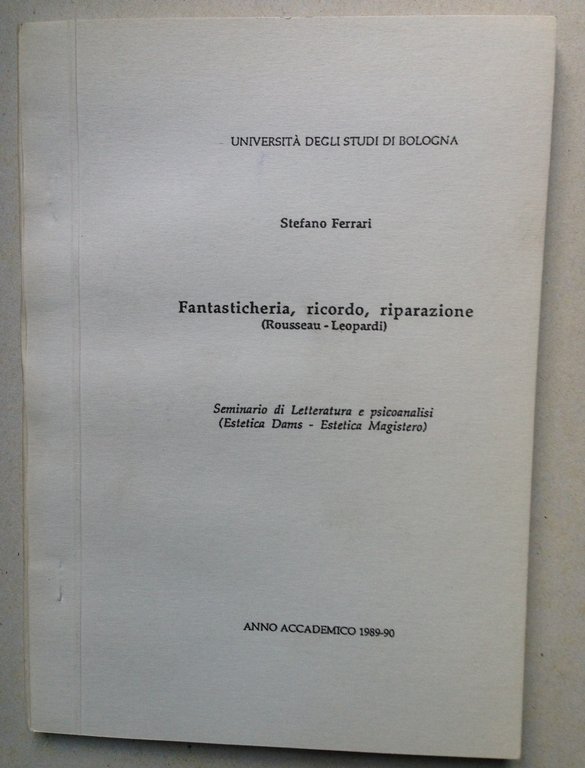 UNIVERSITÀ DEGLI STUDI DI BOLOGNA
Stefano Ferrari
Fantasticheria, ricordo, riparazione
(Rousseau - Leopardi)
Seminario di Letteratura e psicoanalisi
(Estetica Dams - Estetica Magistero)
ANNO ACCADEMICO 1989-90